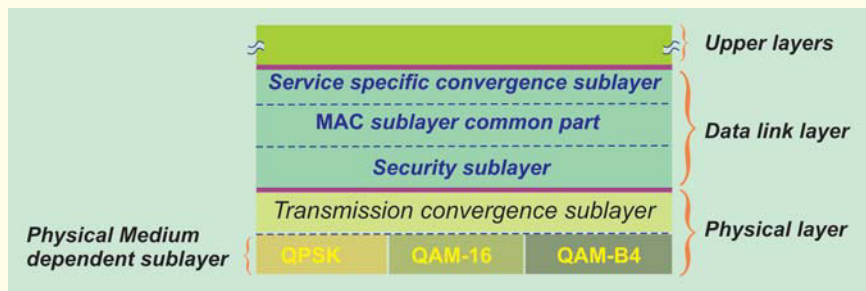 Upper layers
Service specific convergence sublayer
MAC sublayer common part
Data link layer
Security sublayer
Transmission convergence sublayer
Physical layer
Physical Medium
dependent sublayer
QPSK
QAM-16
QAM-B4